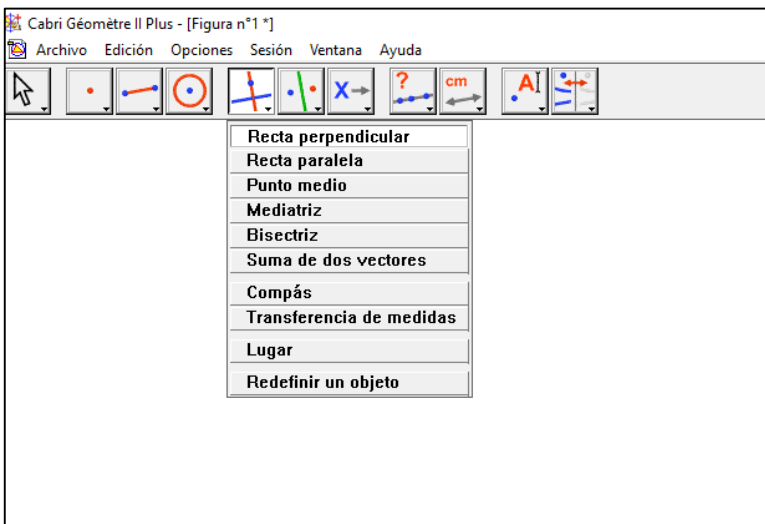 Cabri Géomètre II Plus - [Figura n°1 *]
Archivo Edición Opciones Sesión Ventana Ayuda
X ? cm A
Recta perpendicular
Recta paralela
Punto medio
Mediatriz
Bisectriz
Suma de dos vectores
Compás
Transferencia de medidas
Lugar
Redefinir un objeto